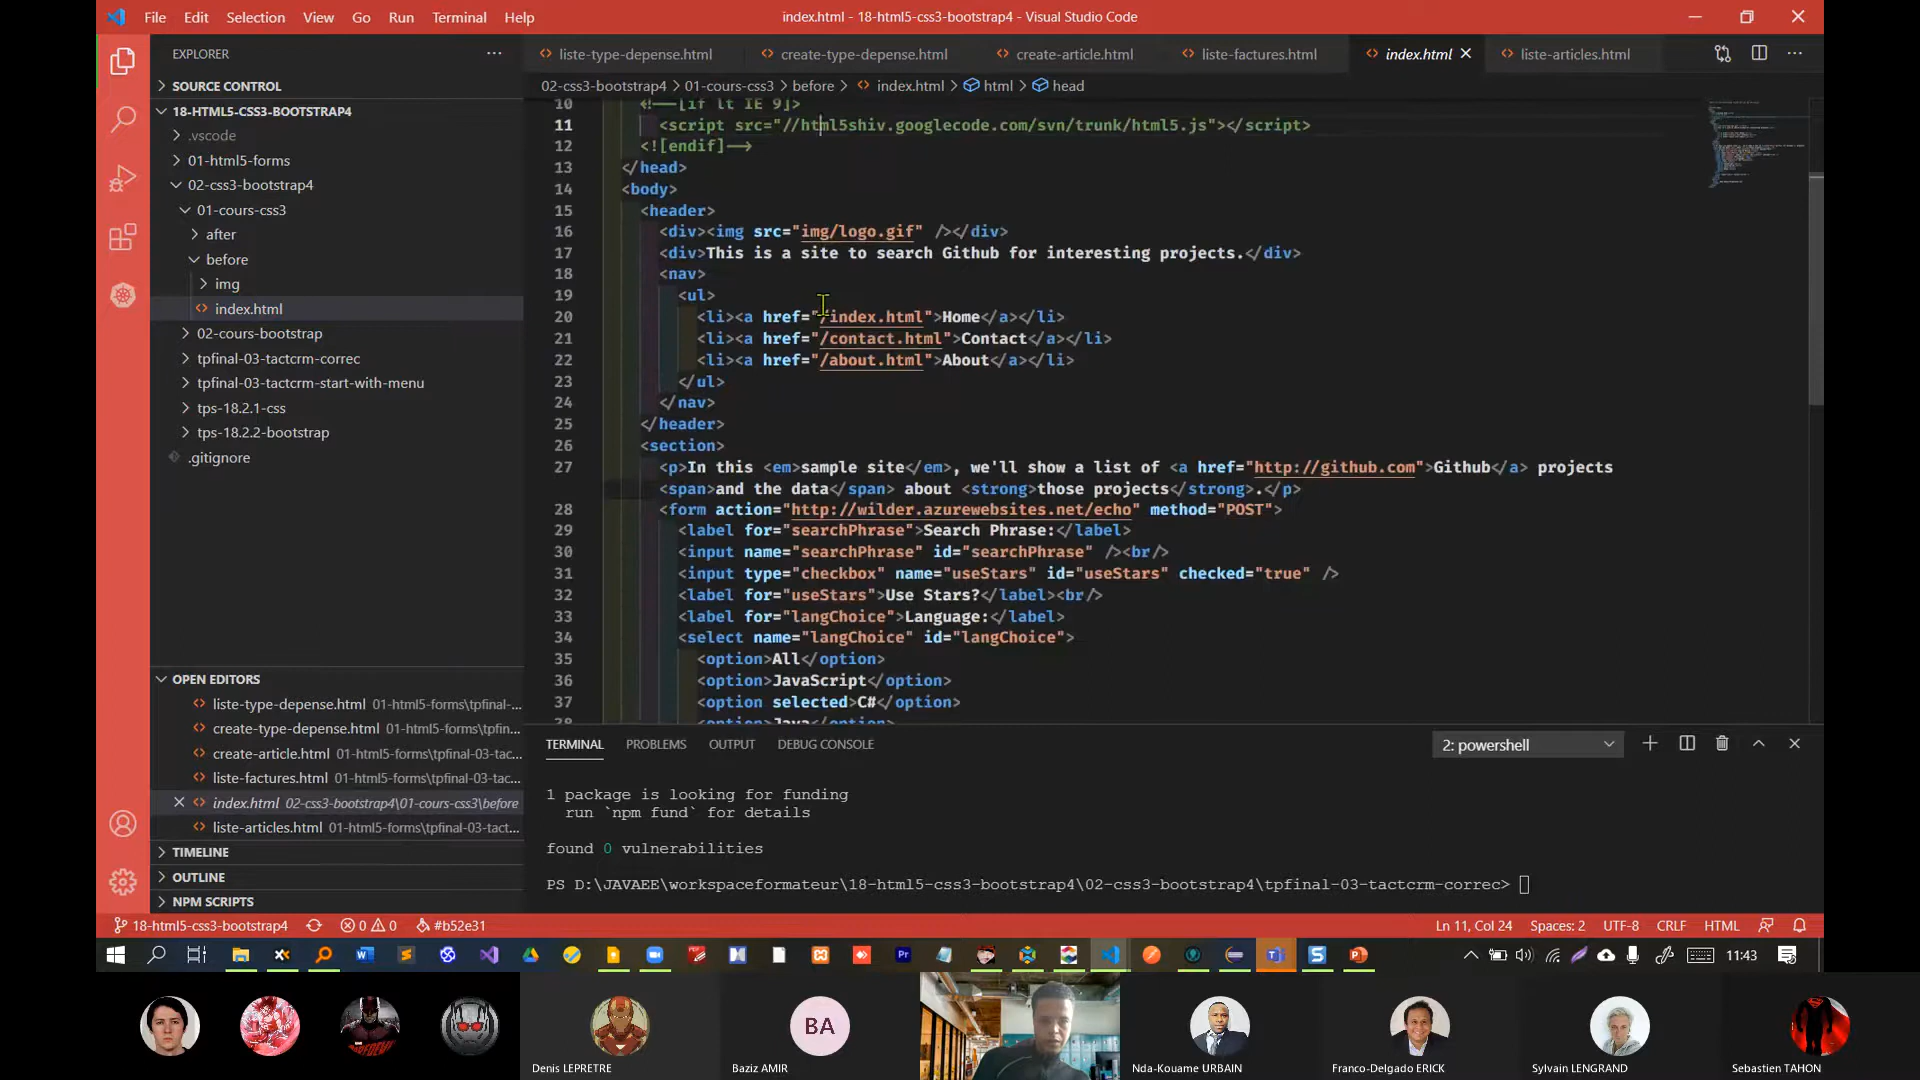 File Edit Selection View Go Run Terminal Help
index.html - 18-html5-css3-bootstrap4 - Visual Studio Code
EXPLORER
SOURCE CONTROL
18-HTML5-CSS3-BOOTSTRAP4
.vscode
01-html5-forms
02-css3-bootstrap4
01-cours-css3
after
before
img
index.html
02-cours-bootstrap
tpfinal-03-tactcrm-correc
tpfinal-03-tactcrm-start-with-menu
tps-18.2.1-css
tps-18.2.2-bootstrap
.gitignore
OPEN EDITORS
liste-type-depense.html 01-html5-forms\tpfinal-...
create-type-depense.html 01-html5-forms\tpfin...
create-article.html 01-html5-forms\tpfinal-03-tac...
liste-factures.html 01-html5-forms\tpfinal-03-tac...
index.html 02-css3-bootstrap4\01-cours-css3\before
liste-articles.html 01-html5-forms\tpfinal-03-tact...
TIMELINE
OUTLINE
NPM SCRIPTS
liste-type-depense.html create-type-depense.html create-article.html liste-factures.html index.html liste-articles.html
02-css3-bootstrap4 > 01-cours-css3 > before > index.html > html > head
10 <!--[if lt IE 9]>
11 <script src="//html5shiv.googlecode.com/svn/trunk/html5.js"></script>
12 <![endif]-->
13 </head>
14 <body>
15 <header>
16 <div><img src="img/logo.gif" /></div>
17 <div>This is a site to search Github for interesting projects.</div>
18 <nav>
19 <ul>
20 <li><a href="/index.html">Home</a></li>
21 <li><a href="/contact.html">Contact</a></li>
22 <li><a href="/about.html">About</a></li>
23 </ul>
24 </nav>
25 </header>
26 <section>
27 <p>In this <em>sample site</em>, we'll show a list of <a href="http://github.com">Github</a> projects
<span>and the data</span> about <strong>those projects</strong>.</p>
28 <form action="http://wilder.azurewebsites.net/echo" method="POST">
29 <label for="searchPhrase">Search Phrase:</label>
30 <input name="searchPhrase" id="searchPhrase" /><br/>
31 <input type="checkbox" name="useStars" id="useStars" checked="true" />
32 <label for="useStars">Use Stars?</label><br/>
33 <label for="langChoice">Language:</label>
34 <select name="langChoice" id="langChoice">
35 <option>All</option>
36 <option>JavaScript</option>
37 <option selected>C#</option>
38 <option>Java</option>
TERMINAL PROBLEMS OUTPUT DEBUG CONSOLE
2: powershell
1 package is looking for funding
run `npm fund` for details
found 0 vulnerabilities
PS D:\JAVAEE\workspaceformateur\18-html5-css3-bootstrap4\02-css3-bootstrap4\tpfinal-03-tactcrm-correc>
18-html5-css3-bootstrap4 0 0 #b52e31
Ln 11, Col 24 Spaces: 2 UTF-8 CRLF HTML
11:43
BA
Denis LEPRETRE
Baziz AMIR
Nda-Kouame URBAIN
Franco-Delgado ERICK
Sylvain LENGRAND
Sebastien TAHON